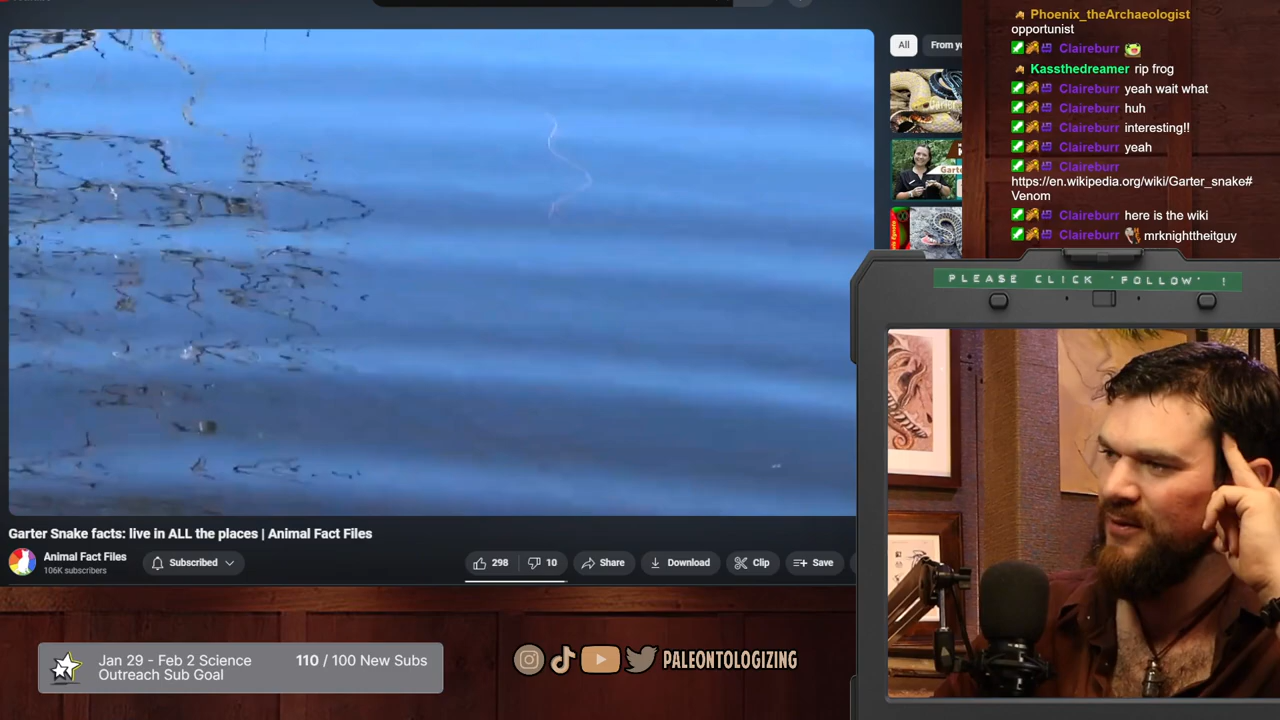 Phoenix_theArchaeologist
opportunist
Claireburr
Kassthedreamer rip frog
Claireburr yeah wait what
Claireburr huh
Claireburr interesting!!
Claireburr yeah
Claireburr
https://en.wikipedia.org/wiki/Garter_snake#
Venom
Claireburr here is the wiki
Claireburr mrknighttheitguy
All
PLEASE CLICK 'FOLLOW' !
Garter Snake facts: live in ALL the places | Animal Fact Files
Animal Fact Files
106K subscribers
Subscribed
298
10
Share
Download
Clip
Save
Jan 29 - Feb 2 Science
Outreach Sub Goal
110 / 100 New Subs
PALEONTOLOGIZING